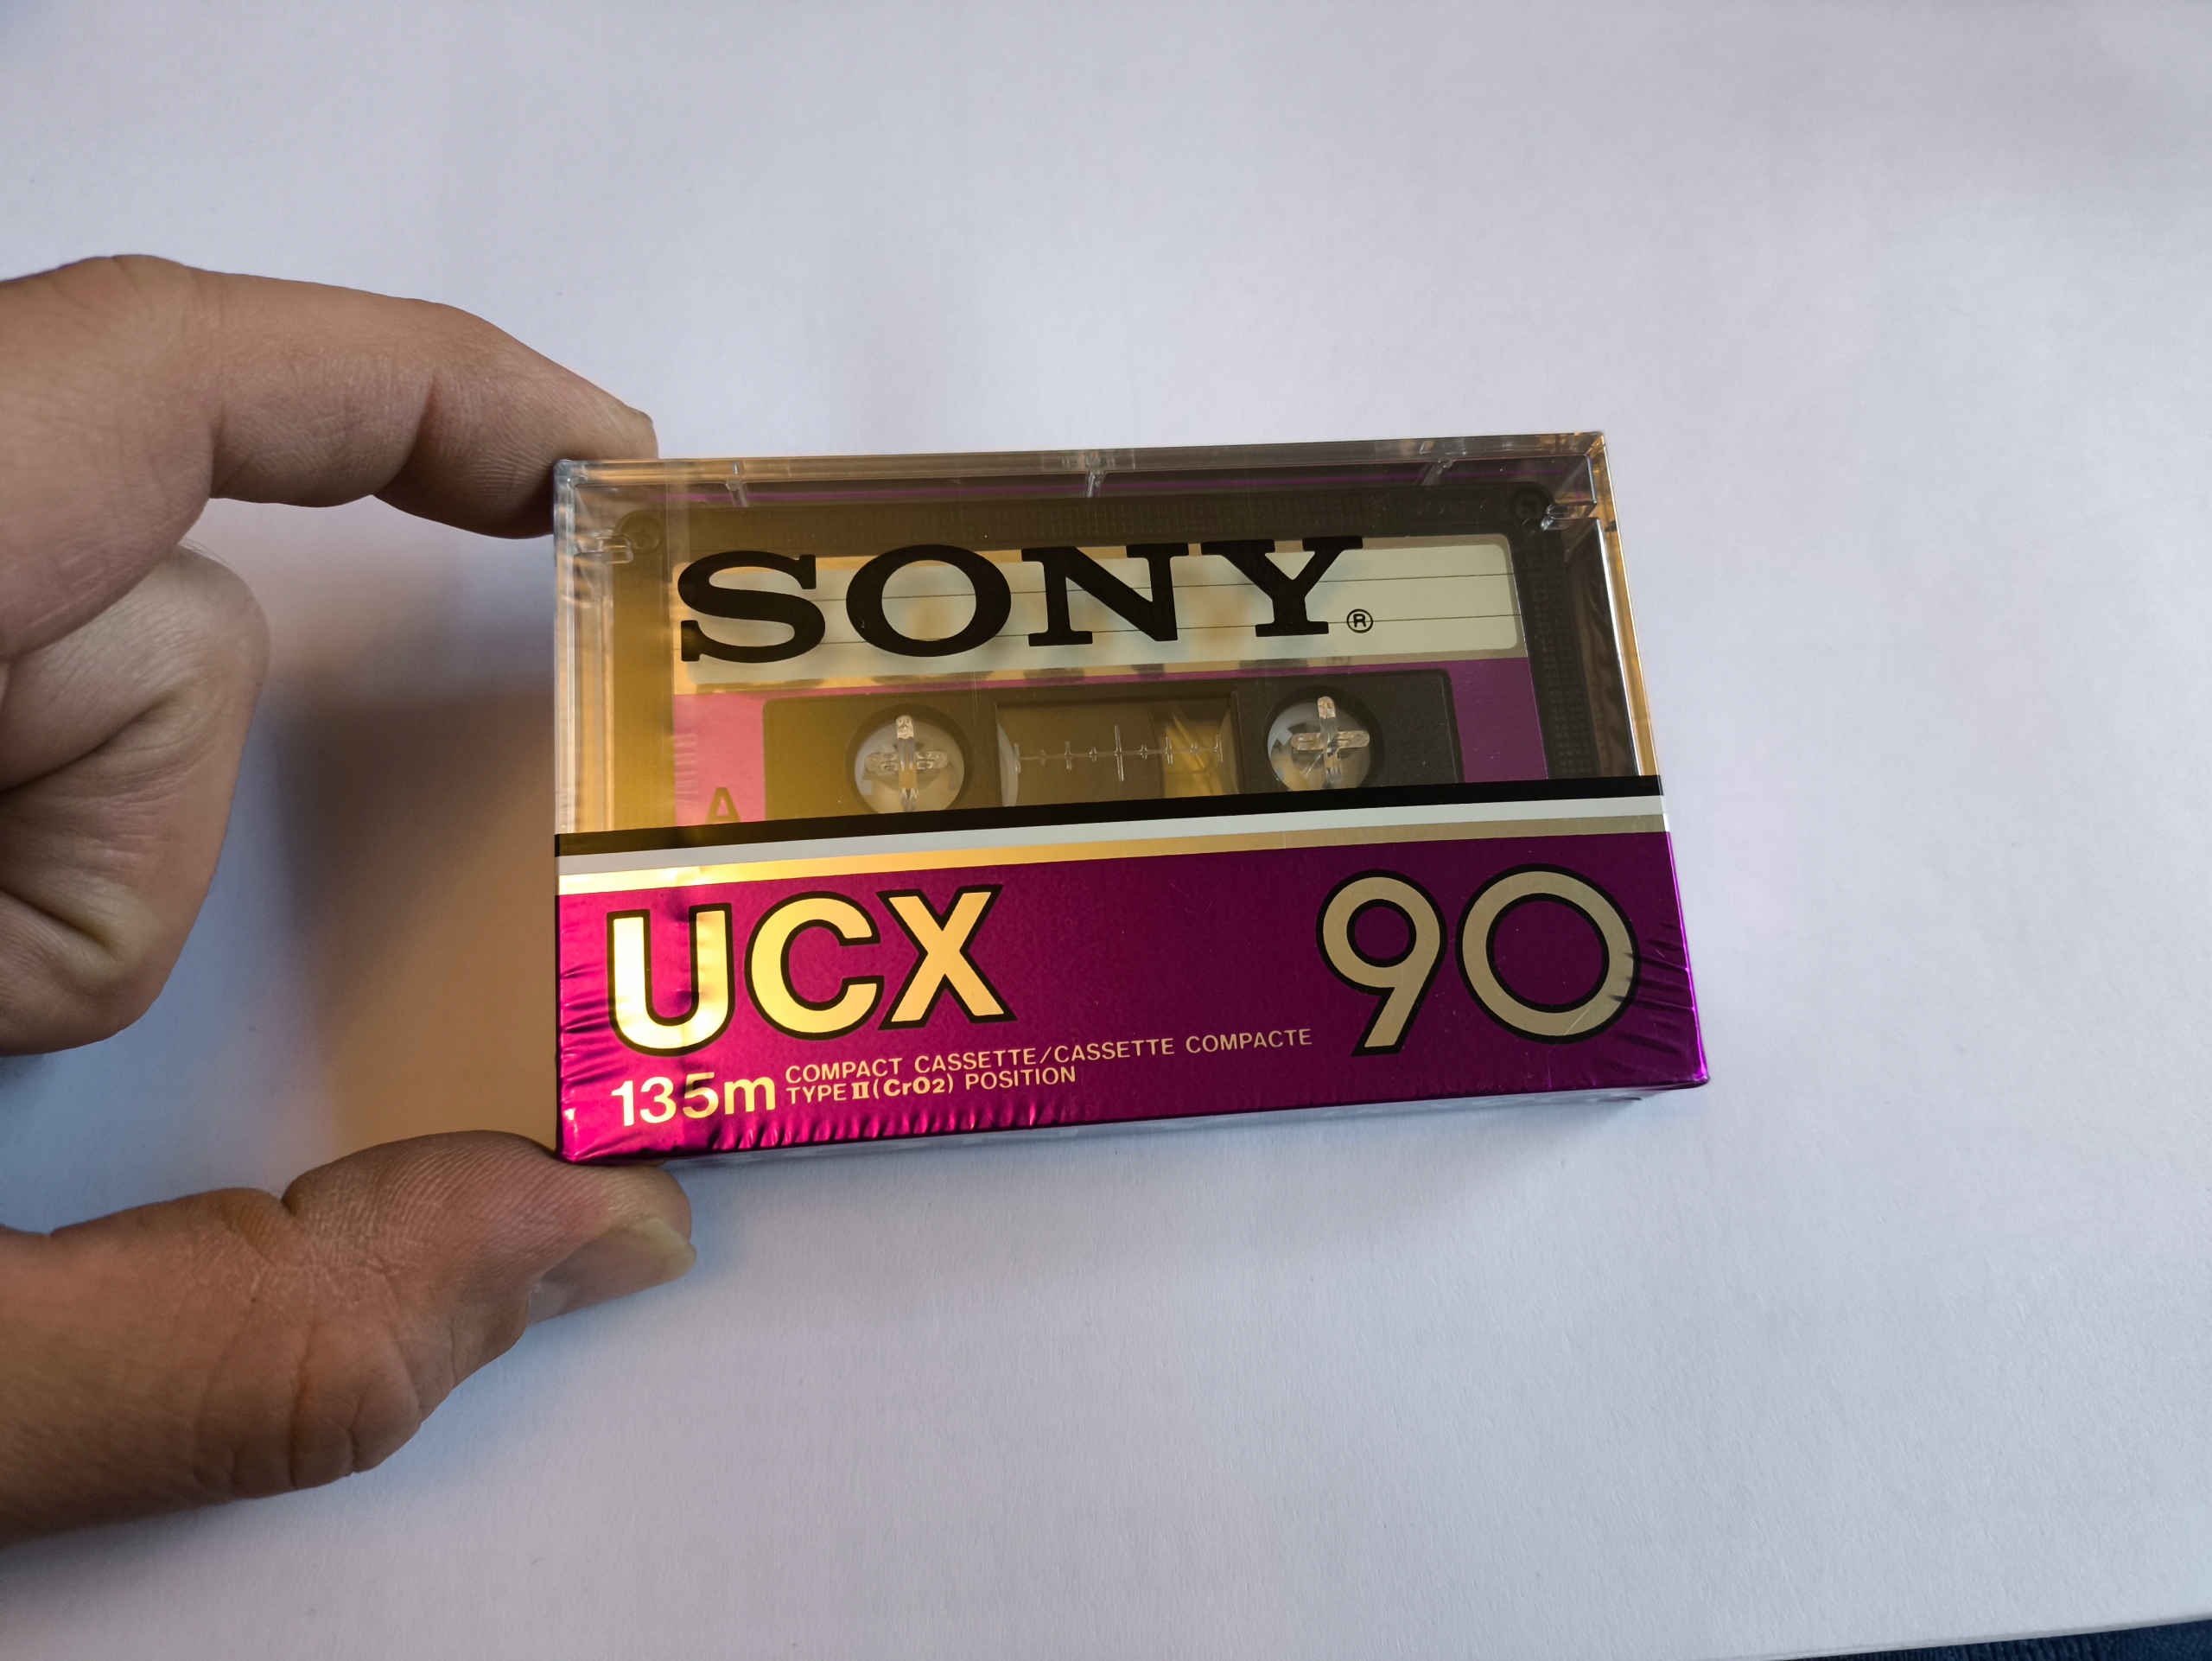 SONY®
A
UCX 90
135m COMPACT CASSETTE/CASSETTE COMPACTE
TYPE II (CrO2) POSITION